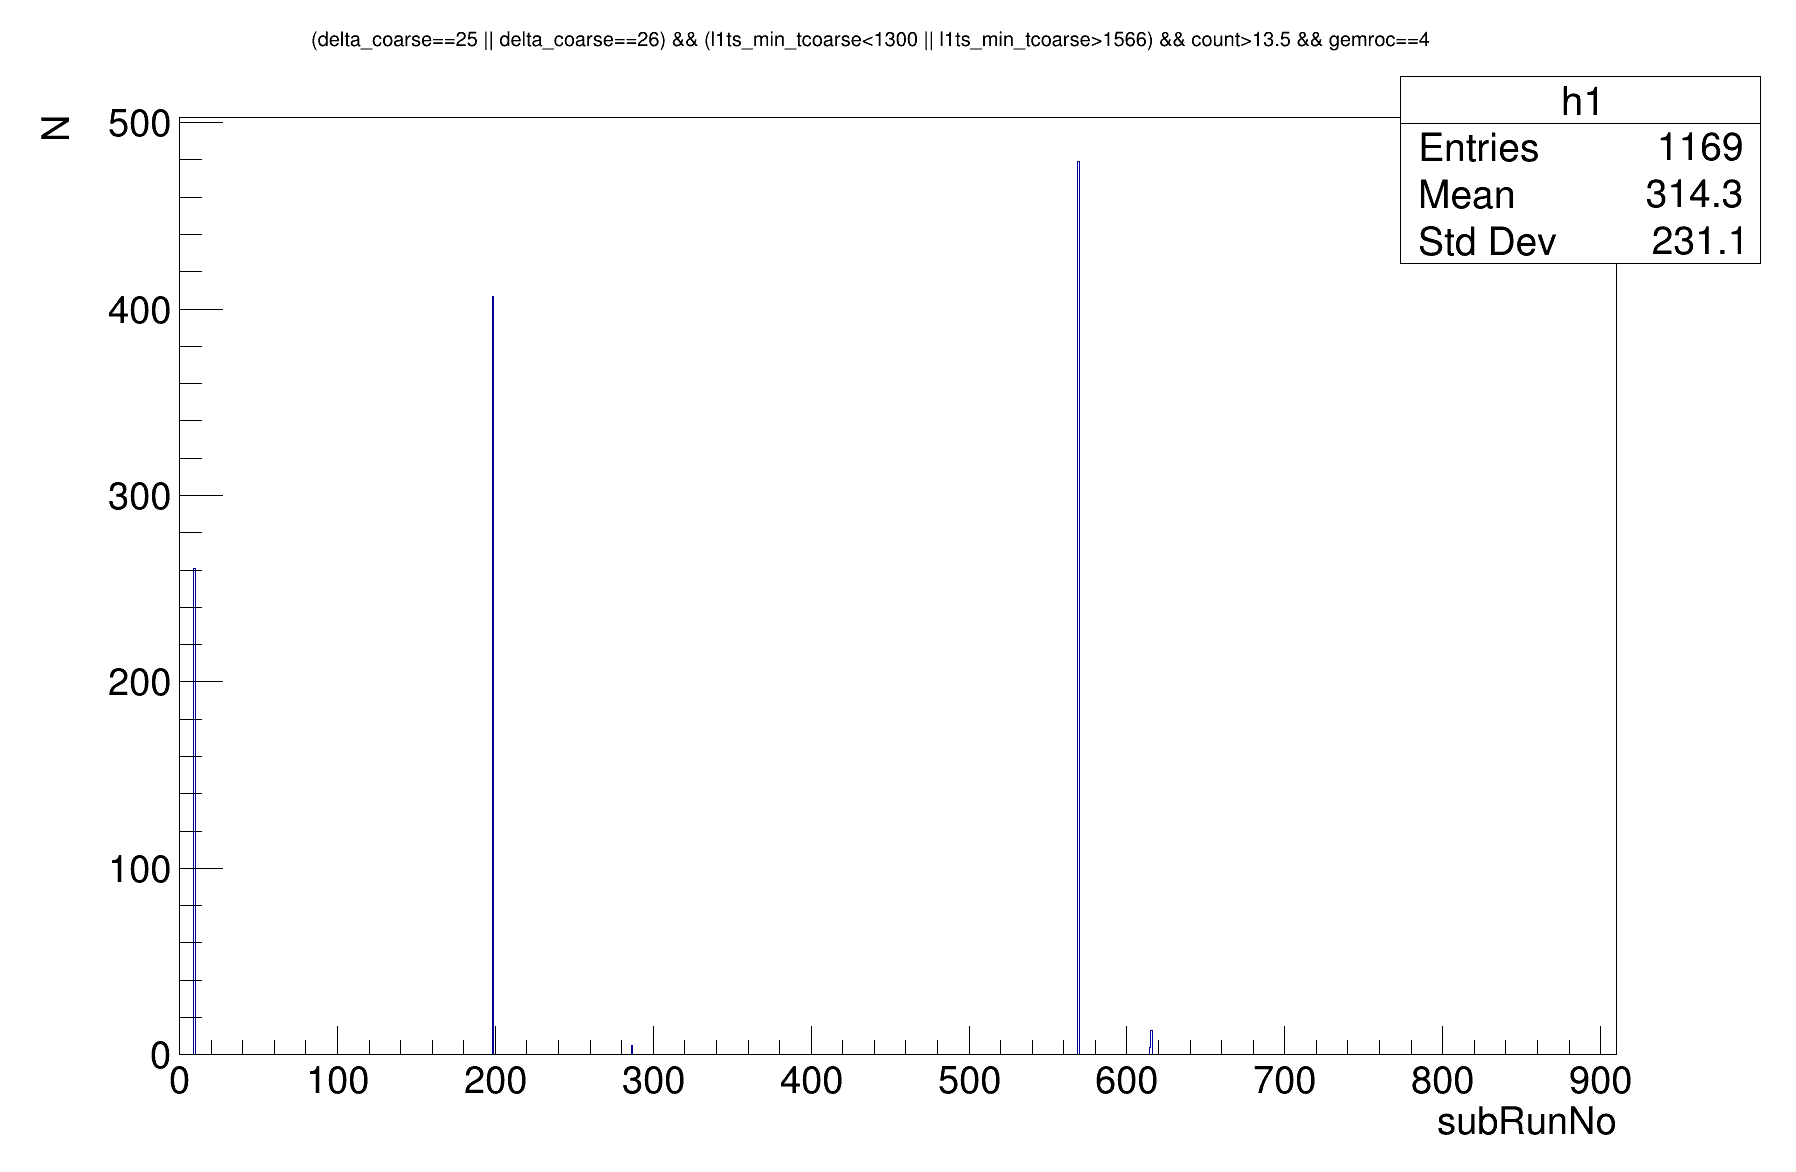 (delta_coarse==25 || delta_coarse==26) && (l1ts_min_tcoarse<1300 || l1ts_min_tcoarse>1566) && count>13.5 && gemroc==4
h1
Entries 1169
Mean 314.3
Std Dev 231.1
N
500
400
300
200
100
0
0 100 200 300 400 500 600 700 800 900
subRunNo